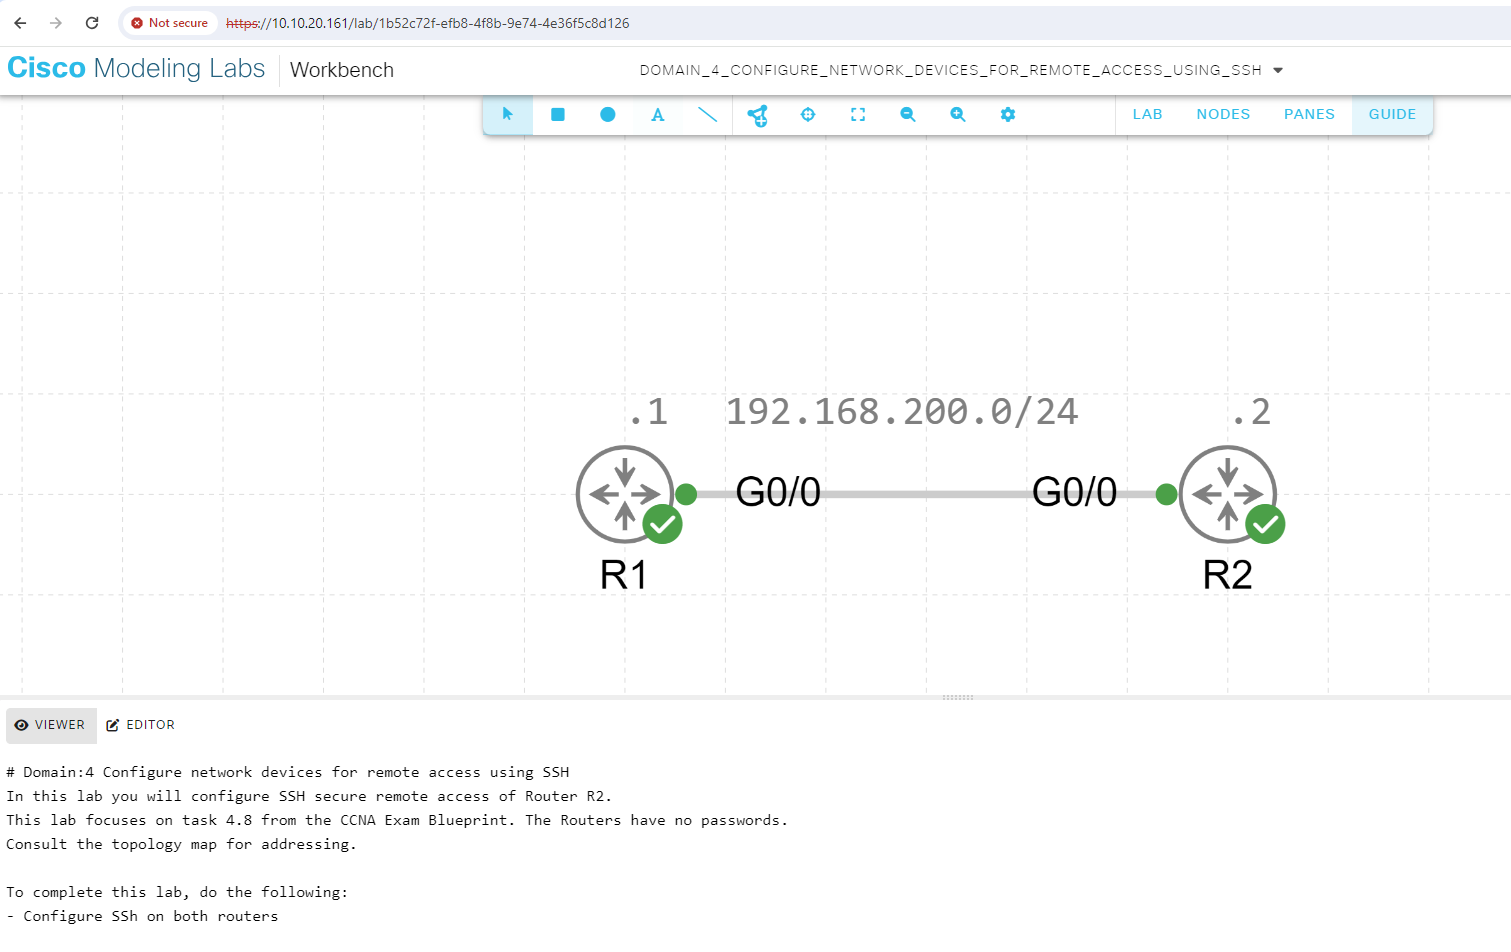 Not secure https://10.10.20.161/lab/1b52c72f-efb8-4f8b-9e74-4e36f5c8d126
Cisco Modeling Labs Workbench DOMAIN_4_CONFIGURE_NETWORK_DEVICES_FOR_REMOTE_ACCESS_USING_SSH
A LAB NODES PANES GUIDE
.1 192.168.200.0/24 .2
G0/0 G0/0
R1 R2
VIEWER EDITOR
# Domain:4 Configure network devices for remote access using SSH
In this lab you will configure SSH secure remote access of Router R2.
This lab focuses on task 4.8 from the CCNA Exam Blueprint. The Routers have no passwords.
Consult the topology map for addressing.
To complete this lab, do the following:
- Configure SSh on both routers